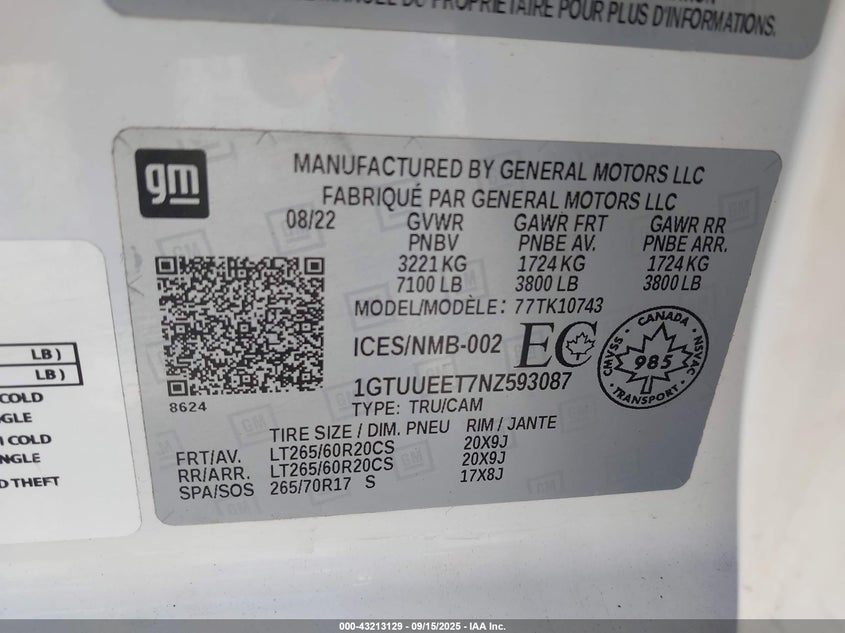 DU PROPRIÉTAIRE POUR PLUS D'INFORMATIONS.
gm
MANUFACTURED BY GENERAL MOTORS LLC
FABRIQUÉ PAR GENERAL MOTORS LLC
08/22 GVWR GAWR FRT GAWR RR
PNBV PNBE AV. PNBE ARR.
3221 KG 1724 KG 1724 KG
7100 LB 3800 LB 3800 LB
MODEL/MODÈLE: 77TK10743
ICES/NMB-002 EC
CMVSS · CANADA · NSVAC
985
TRANSPORT
1GTUUEET7NZ593087
8624
TYPE: TRU/CAM
TIRE SIZE / DIM. PNEU RIM / JANTE
FRT/AV. LT265/60R20CS 20X9J
RR/ARR. LT265/60R20CS 20X9J
SPA/SOS 265/70R17 S 17X8J
LB)
LB)
COLD
COLD
THEFT
000-43213129 - 09/15/2025 - IAA Inc.